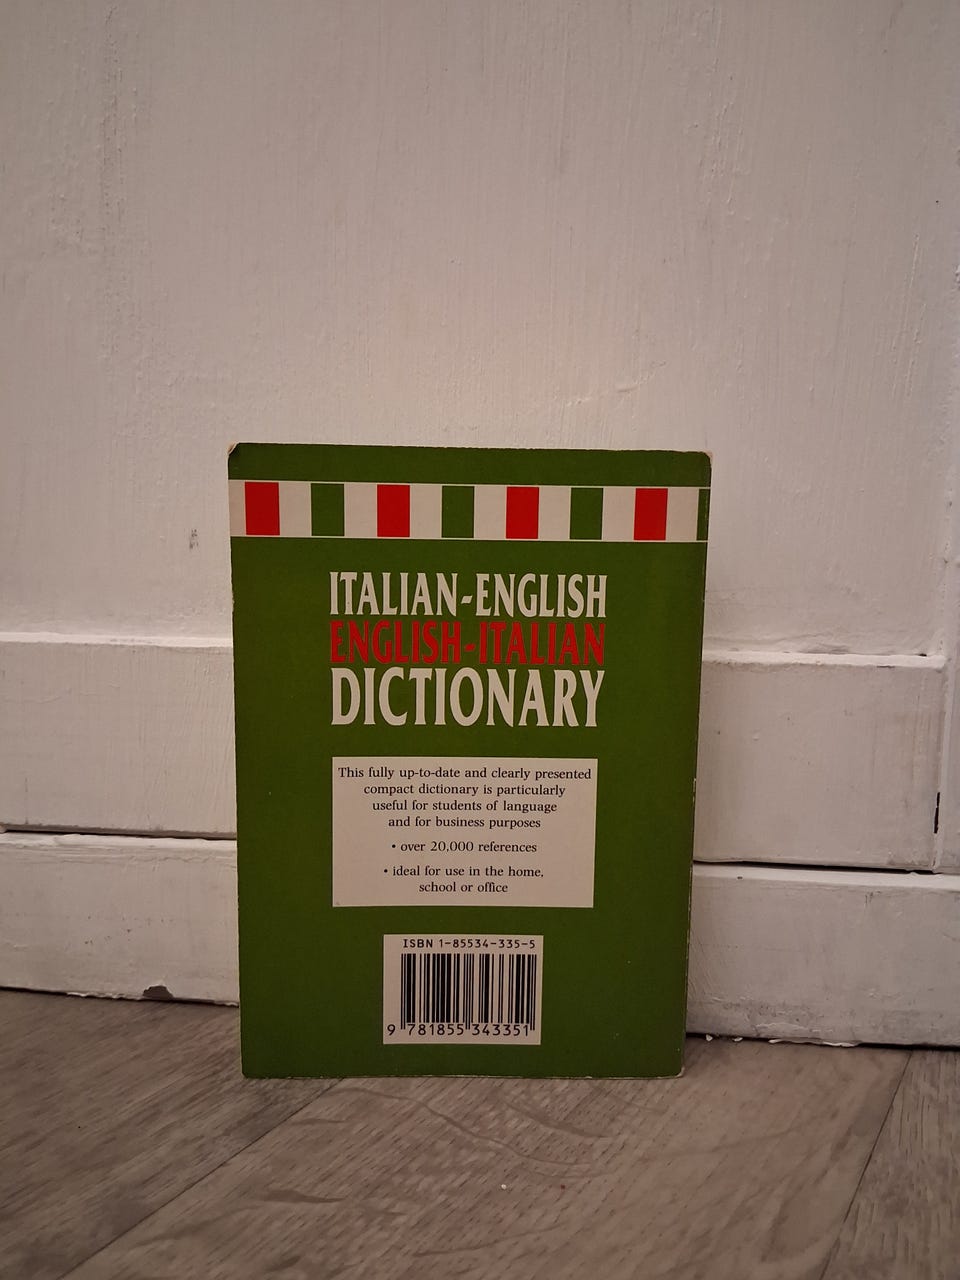 ITALIAN-ENGLISH
ENGLISH-ITALIAN
DICTIONARY
This fully up-to-date and clearly presented
compact dictionary is particularly
useful for students of language
and for business purposes
• over 20,000 references
• ideal for use in the home,
school or office
ISBN 1-85534-335-5
9 781855 343351